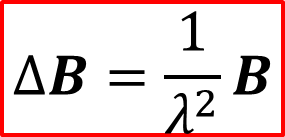 Δ𝑩 = 1/λ² 𝑩